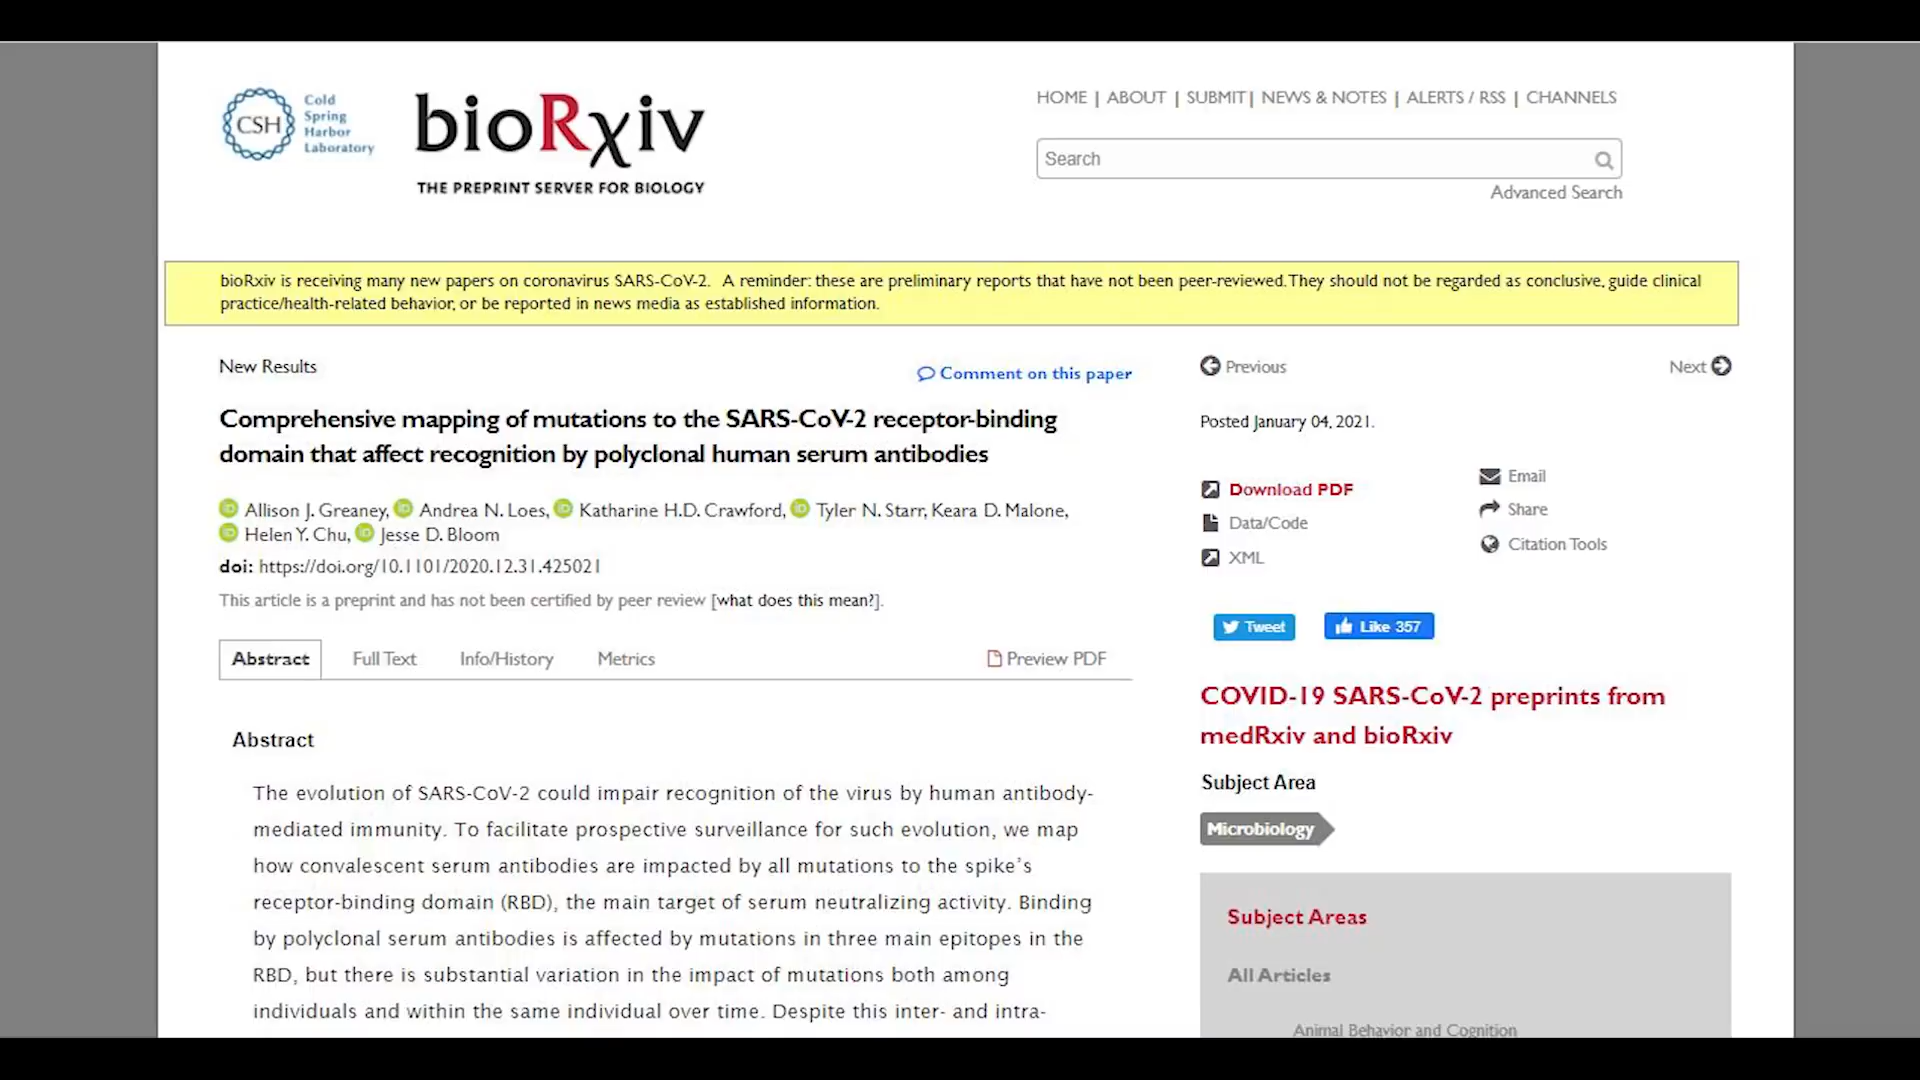 Cold
Spring
Harbor
Laboratory
CSH
bioRxiv
THE PREPRINT SERVER FOR BIOLOGY
HOME | ABOUT | SUBMIT | NEWS & NOTES | ALERTS / RSS | CHANNELS
Search
Advanced Search
bioRxiv is receiving many new papers on coronavirus SARS-CoV-2. A reminder: these are preliminary reports that have not been peer-reviewed. They should not be regarded as conclusive, guide clinical
practice/health-related behavior, or be reported in news media as established information.
New Results
Comment on this paper
Comprehensive mapping of mutations to the SARS-CoV-2 receptor-binding
domain that affect recognition by polyclonal human serum antibodies
iD Allison J. Greaney, iD Andrea N. Loes, iD Katharine H.D. Crawford, iD Tyler N. Starr, Keara D. Malone,
iD Helen Y. Chu, iD Jesse D. Bloom
doi: https://doi.org/10.1101/2020.12.31.425021
This article is a preprint and has not been certified by peer review [what does this mean?].
Abstract Full Text Info/History Metrics Preview PDF
Abstract
The evolution of SARS-CoV-2 could impair recognition of the virus by human antibody-
mediated immunity. To facilitate prospective surveillance for such evolution, we map
how convalescent serum antibodies are impacted by all mutations to the spike's
receptor-binding domain (RBD), the main target of serum neutralizing activity. Binding
by polyclonal serum antibodies is affected by mutations in three main epitopes in the
RBD, but there is substantial variation in the impact of mutations both among
individuals and within the same individual over time. Despite this inter- and intra-
Previous Next
Posted January 04, 2021.
Download PDF
Data/Code
XML
Email
Share
Citation Tools
Tweet
Like 357
COVID-19 SARS-CoV-2 preprints from
medRxiv and bioRxiv
Subject Area
Microbiology
Subject Areas
All Articles
Animal Behavior and Cognition